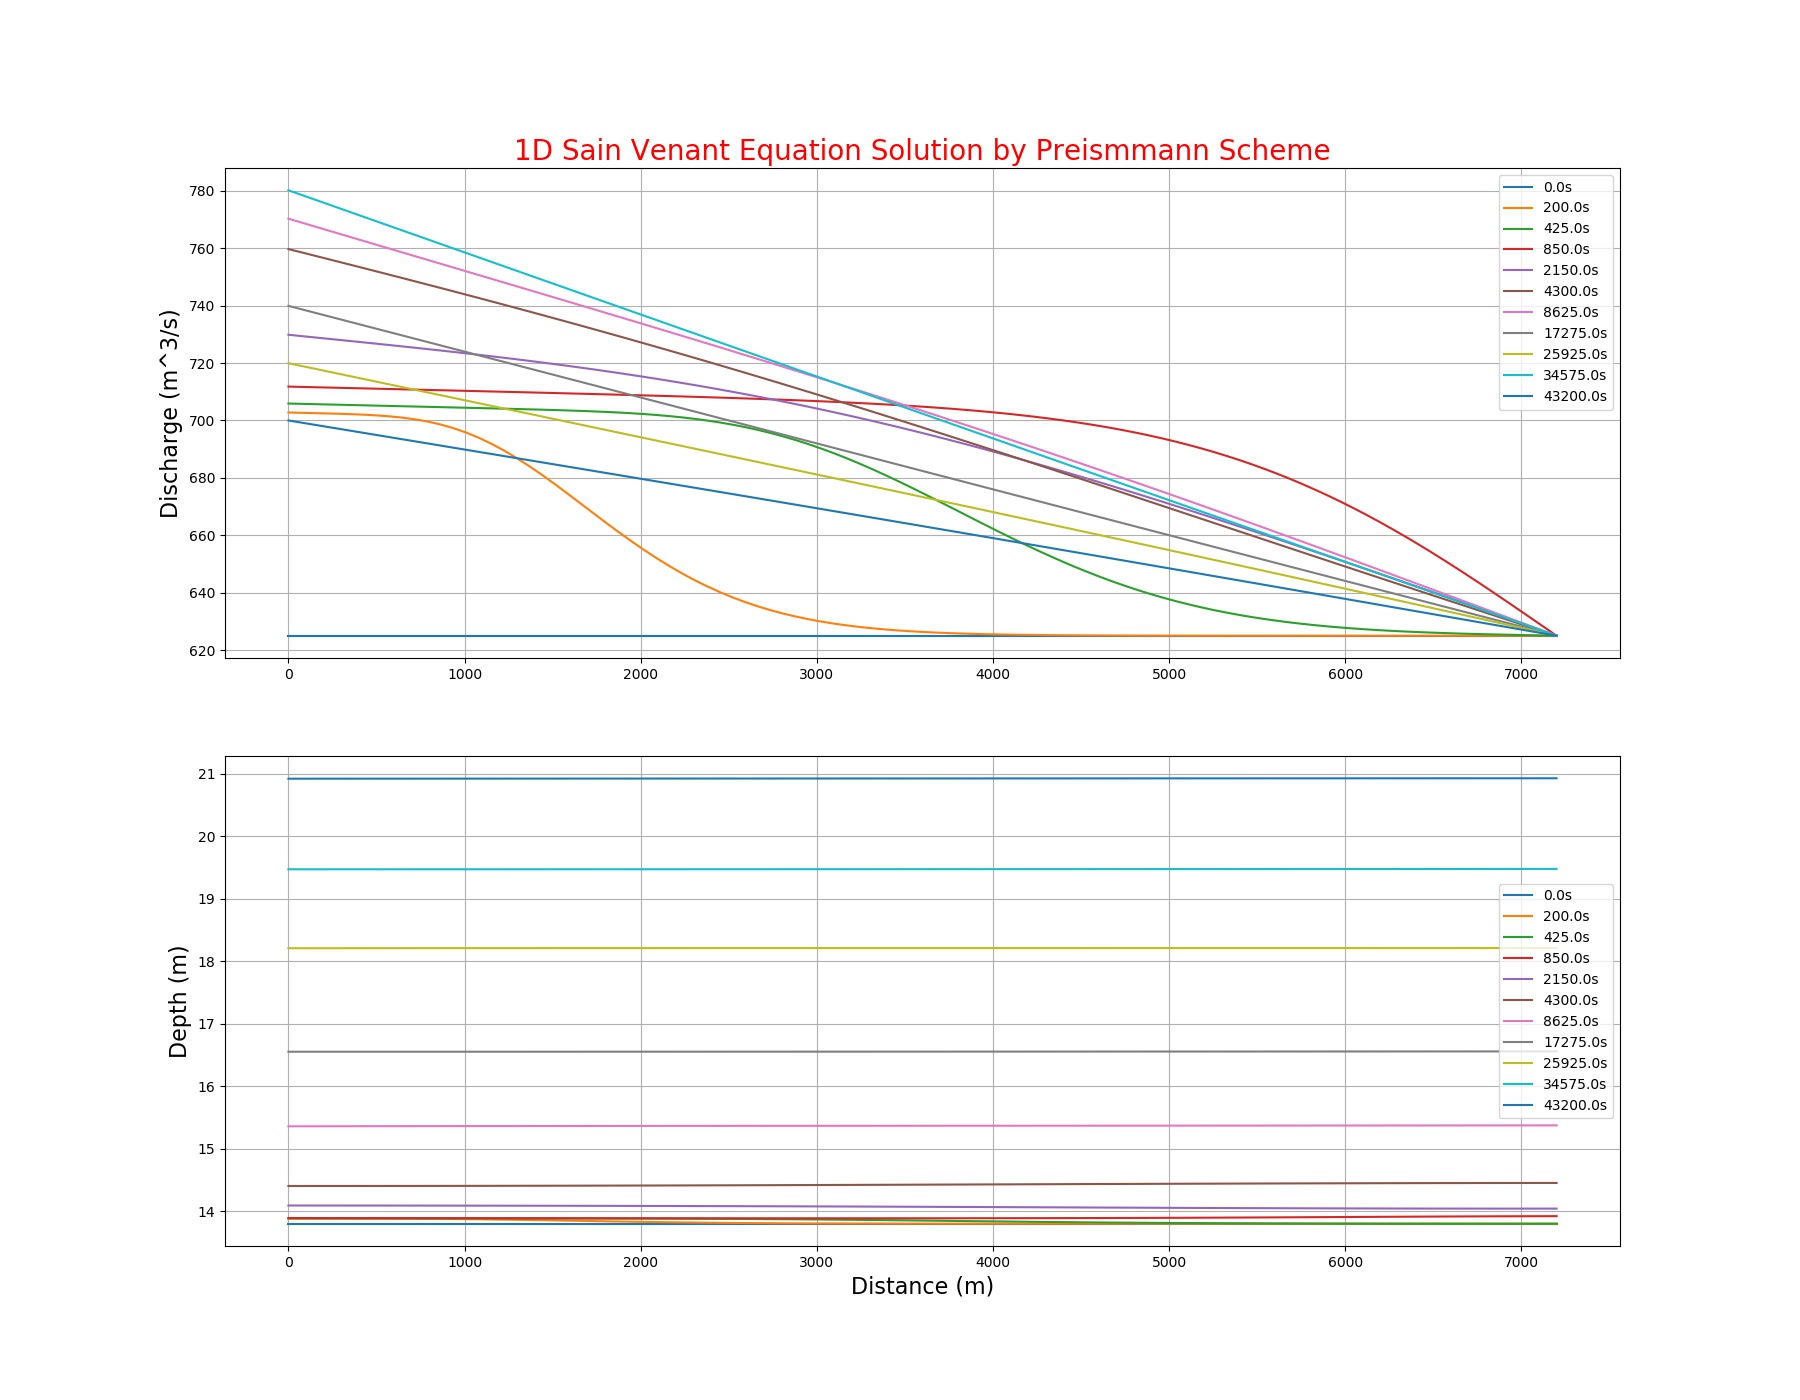 1D Sain Venant Equation Solution by Preismmann Scheme
Discharge (m^3/s)
780
760
740
720
700
680
660
640
620
0 1000 2000 3000 4000 5000 6000 7000
0.0s
200.0s
425.0s
850.0s
2150.0s
4300.0s
8625.0s
17275.0s
25925.0s
34575.0s
43200.0s
Depth (m)
21
20
19
18
17
16
15
14
0 1000 2000 3000 4000 5000 6000 7000
0.0s
200.0s
425.0s
850.0s
2150.0s
4300.0s
8625.0s
17275.0s
25925.0s
34575.0s
43200.0s
Distance (m)